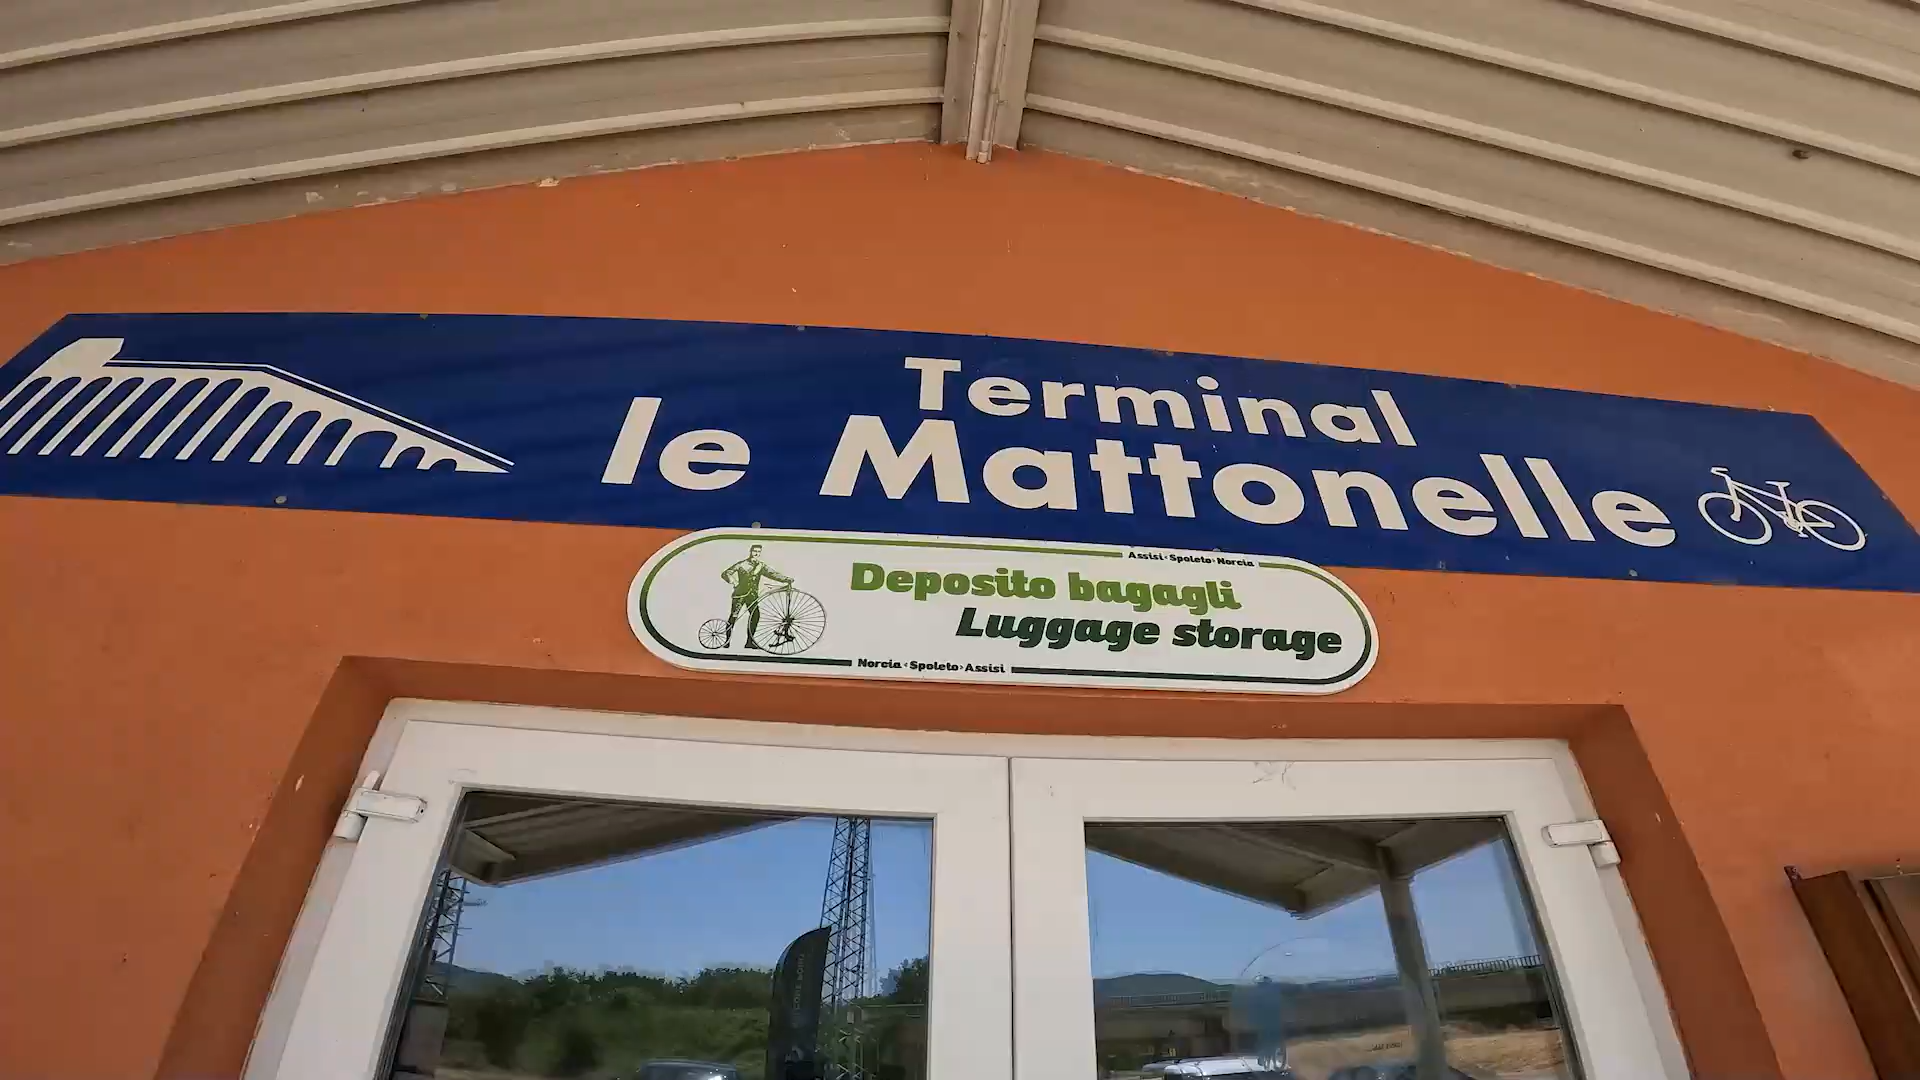 Terminal
le Mattonelle
Assisi·Spoleto·Norcia
Deposito bagagli
Luggage storage
Norcia·Spoleto·Assisi